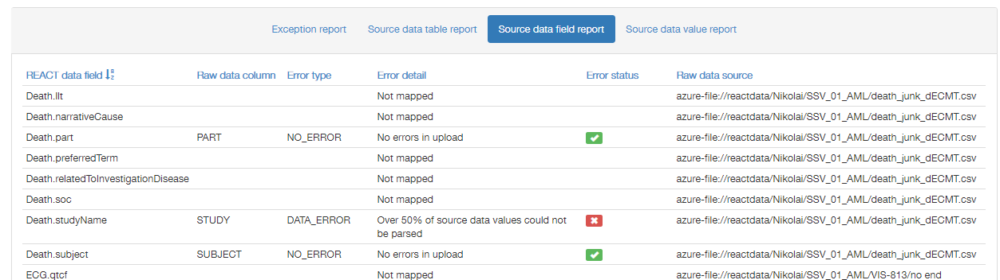 Exception report Source data table report Source data field report Source data value report
REACT data field Raw data column Error type Error detail Error status Raw data source
Death.llt Not mapped azure-file://reactdata/Nikolai/SSV_01_AML/death_junk_dECMT.csv
Death.narrativeCause Not mapped azure-file://reactdata/Nikolai/SSV_01_AML/death_junk_dECMT.csv
Death.part PART NO_ERROR No errors in upload azure-file://reactdata/Nikolai/SSV_01_AML/death_junk_dECMT.csv
Death.preferredTerm Not mapped azure-file://reactdata/Nikolai/SSV_01_AML/death_junk_dECMT.csv
Death.relatedToInvestigationDisease Not mapped azure-file://reactdata/Nikolai/SSV_01_AML/death_junk_dECMT.csv
Death.soc Not mapped azure-file://reactdata/Nikolai/SSV_01_AML/death_junk_dECMT.csv
Death.studyName STUDY DATA_ERROR Over 50% of source data values could not azure-file://reactdata/Nikolai/SSV_01_AML/death_junk_dECMT.csv
be parsed
Death.subject SUBJECT NO_ERROR No errors in upload azure-file://reactdata/Nikolai/SSV_01_AML/death_junk_dECMT.csv
ECG.qtcf Not mapped azure-file://reactdata/Nikolai/SSV_01_AML/VIS-813/no end